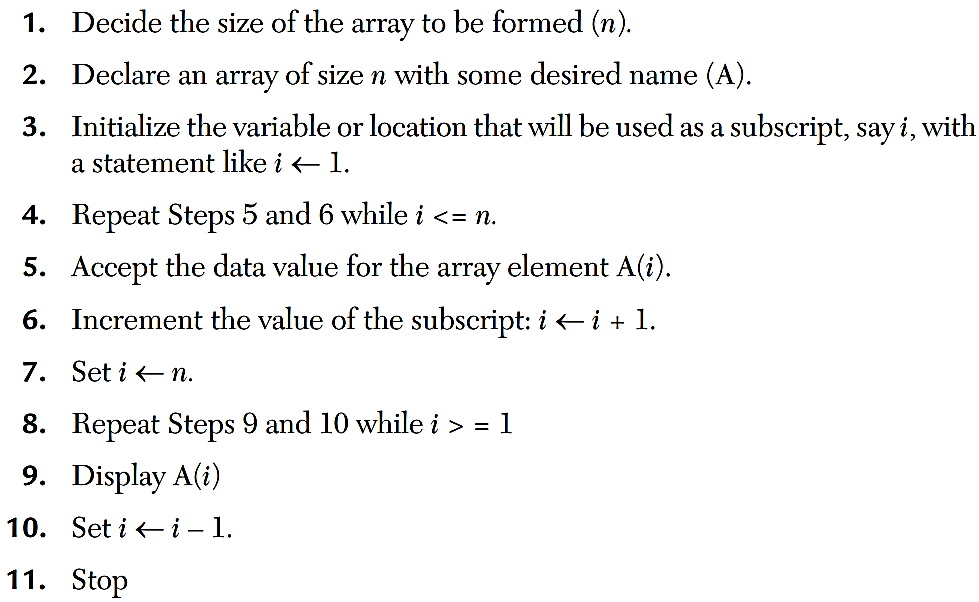 1. Decide the size of the array to be formed (n).
2. Declare an array of size n with some desired name (A).
3. Initialize the variable or location that will be used as a subscript, say i, with
a statement like i ← 1.
4. Repeat Steps 5 and 6 while i <= n.
5. Accept the data value for the array element A(i).
6. Increment the value of the subscript: i ← i + 1.
7. Set i ← n.
8. Repeat Steps 9 and 10 while i > = 1
9. Display A(i)
10. Set i ← i – 1.
11. Stop